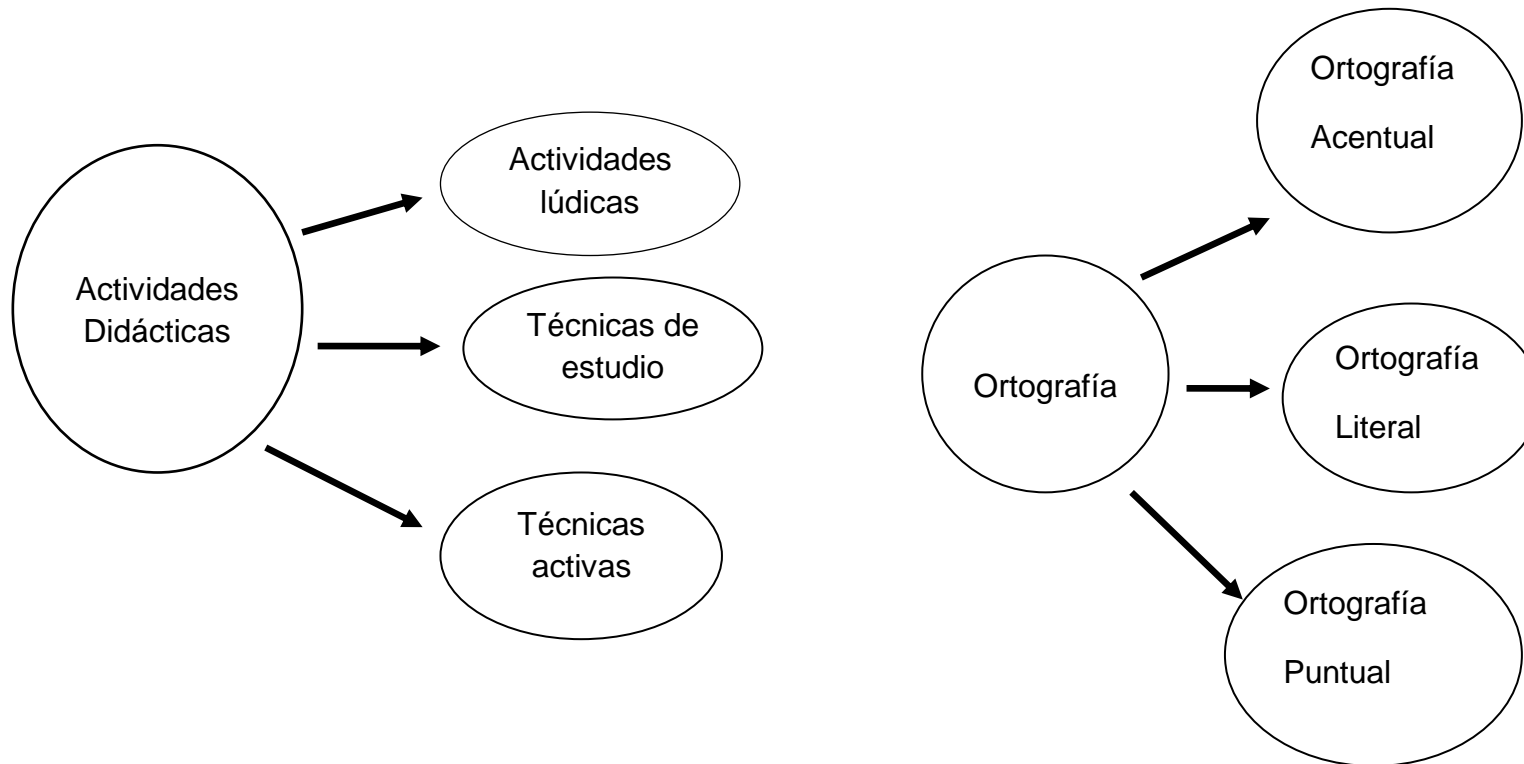 Actividades
Didácticas
Actividades
lúdicas
Técnicas de
estudio
Técnicas
activas
Ortografía
Ortografía
Acentual
Ortografía
Literal
Ortografía
Puntual